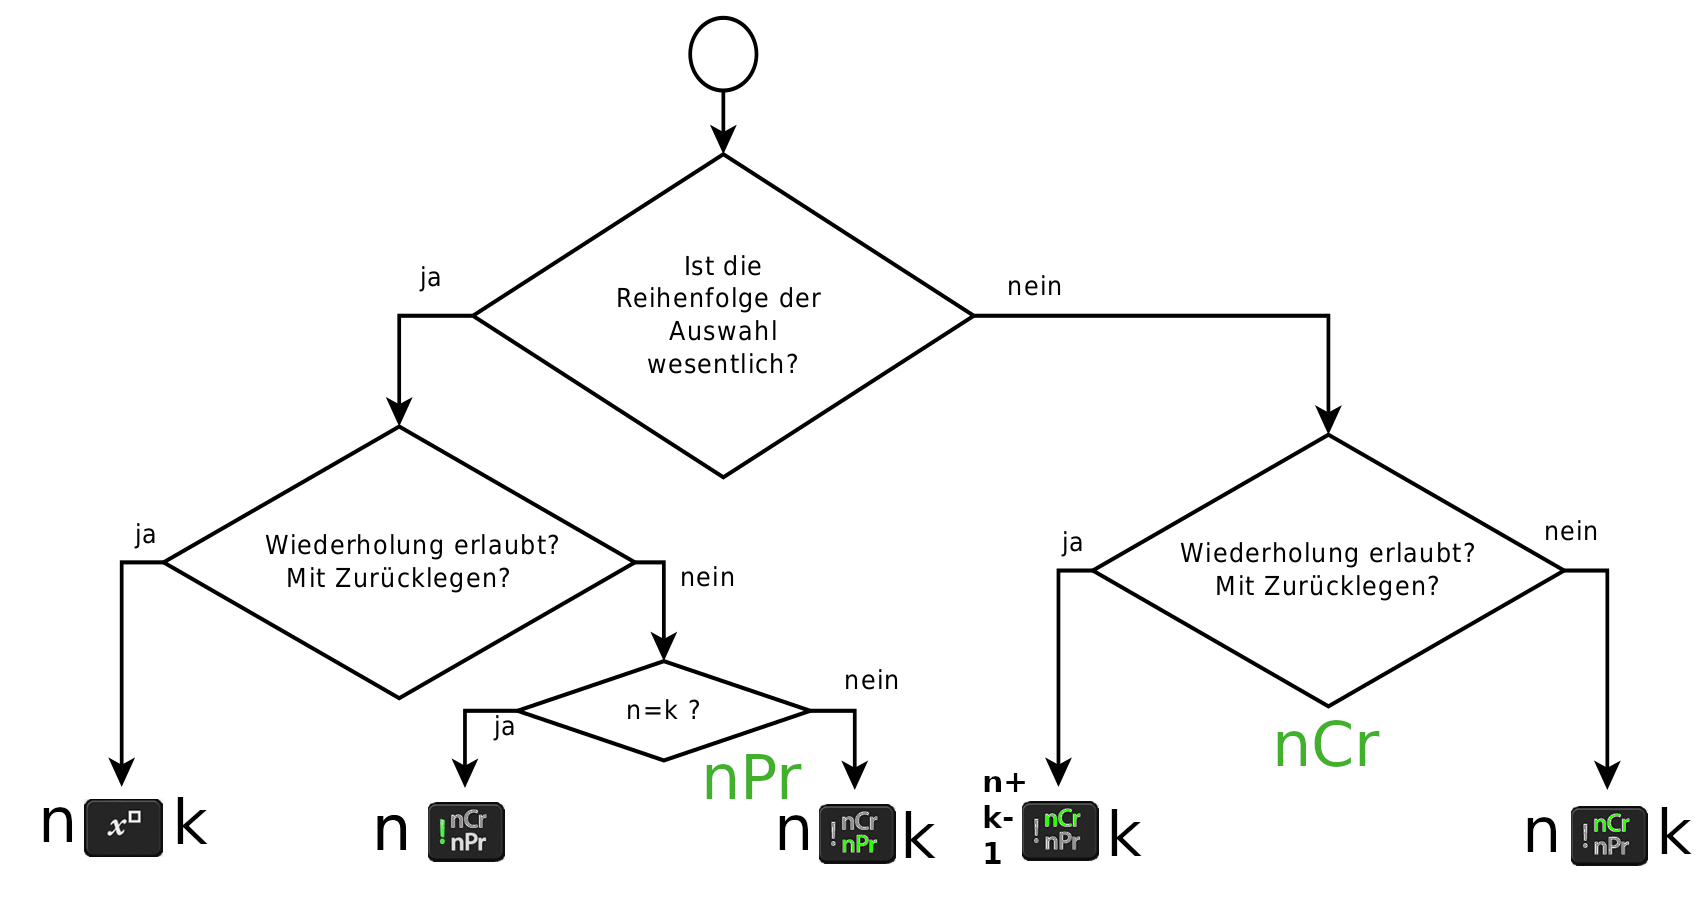 Ist die
Reihenfolge der
Auswahl
wesentlich?
ja
nein
Wiederholung erlaubt?
Mit Zurücklegen?
ja
nein
n=k ?
ja
nein
nPr
Wiederholung erlaubt?
Mit Zurücklegen?
ja
nein
nCr
n x□ k
n ! nCr
nPr
n ! nCr
nPr k
n+
k-
1
! nCr
nPr k
n ! nCr
nPr k